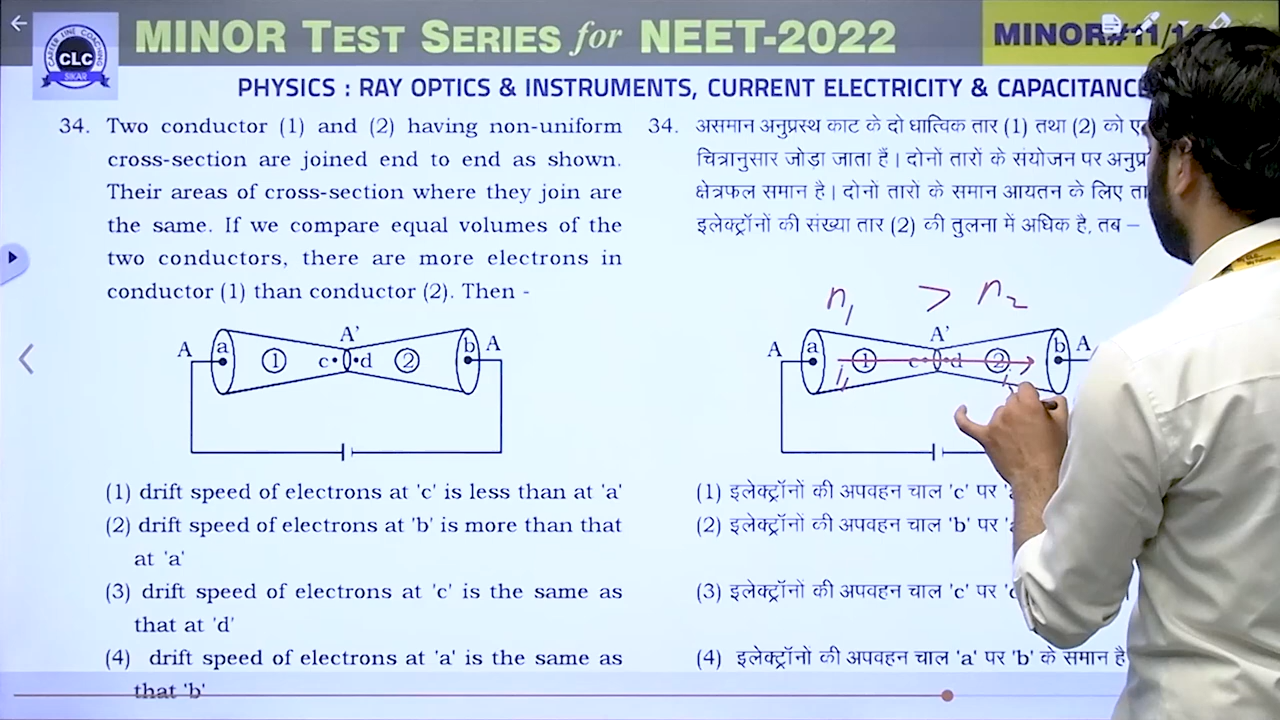 MINOR TEST SERIES for NEET-2022
MINOR#11/1
CAREER LINE COACHING
CLC
SIKAR
PHYSICS : RAY OPTICS & INSTRUMENTS, CURRENT ELECTRICITY & CAPACITANCE
34. Two conductor (1) and (2) having non-uniform
cross-section are joined end to end as shown.
Their areas of cross-section where they join are
the same. If we compare equal volumes of the
two conductors, there are more electrons in
conductor (1) than conductor (2). Then -
A a 1 c d A' 2 b A
(1) drift speed of electrons at 'c' is less than at 'a'
(2) drift speed of electrons at 'b' is more than that
at 'a'
(3) drift speed of electrons at 'c' is the same as
that at 'd'
(4) drift speed of electrons at 'a' is the same as
that 'b'
34. असमान अनुप्रस्थ काट के दो धात्विक तार (1) तथा (2) को
चित्रानुसार जोड़ा जाता हैं। दोनों तारों के संयोजन पर
क्षेत्रफल समान है। दोनों तारों के समान आयतन के लिए
इलेक्ट्रॉनों की संख्या तार (2) की तुलना में अधिक है, तब –
n₁ > n₂
A a 1 c d A' 2 b A
(1) इलेक्ट्रॉनों की अपवहन चाल 'c' पर
(2) इलेक्ट्रॉनों की अपवहन चाल 'b' पर
(3) इलेक्ट्रॉनों की अपवहन चाल 'c' पर
(4) इलेक्ट्रॉनो की अपवहन चाल 'a' पर 'b' के समान है